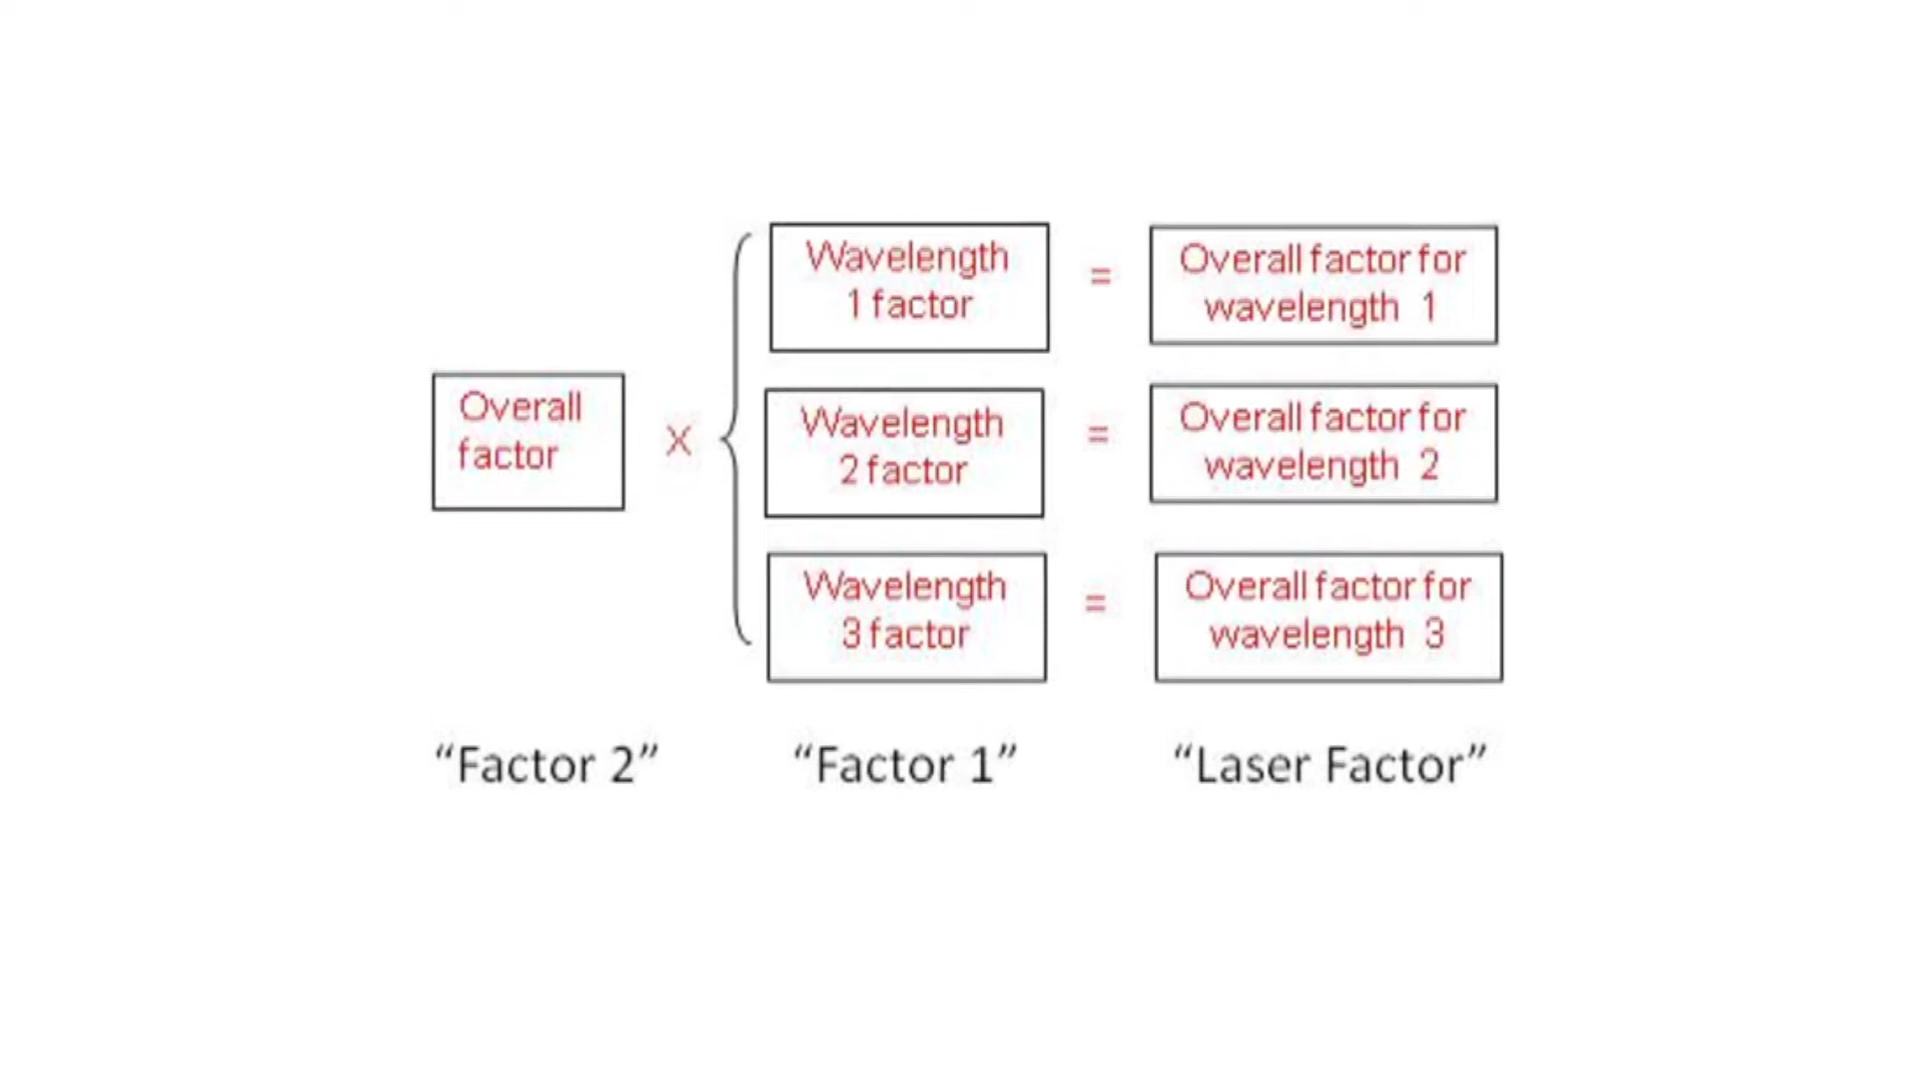 Wavelength
1 factor
=
Overall factor for
wavelength 1
Overall
factor
X
Wavelength
2 factor
=
Overall factor for
wavelength 2
Wavelength
3 factor
=
Overall factor for
wavelength 3
“Factor 2”
“Factor 1”
“Laser Factor”